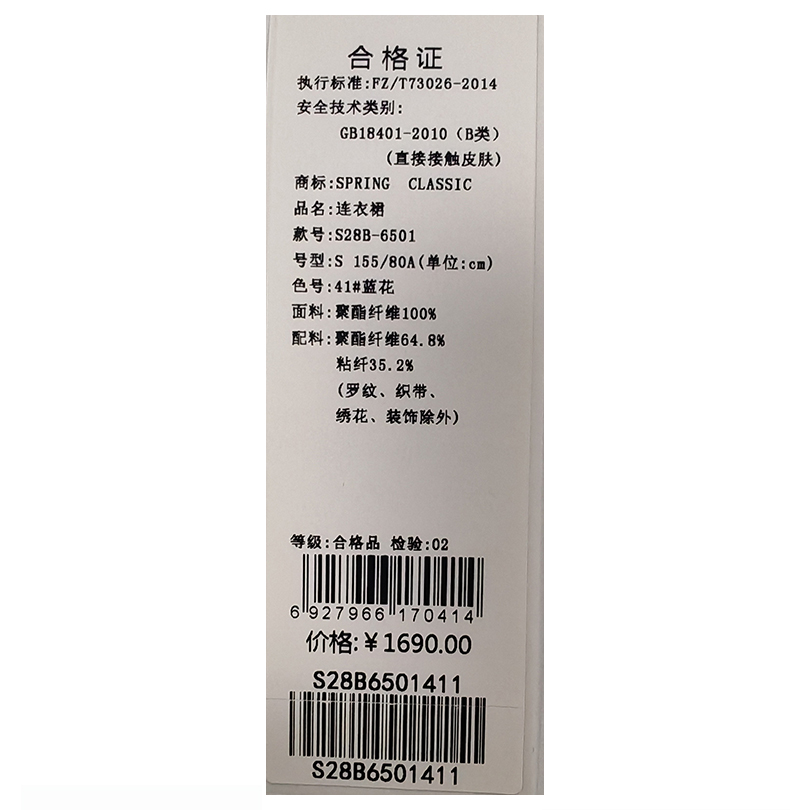 合格证
执行标准:FZ/T73026-2014
安全技术类别:
GB18401-2010（B类）
(直接接触皮肤)
商标:SPRING CLASSIC
品名:连衣裙
款号:S28B-6501
号型:S 155/80A(单位:cm)
色号:41#蓝花
面料:聚酯纤维100%
配料:聚酯纤维64.8%
粘纤35.2%
(罗纹、织带、
绣花、装饰除外)
等级:合格品 检验:02
6 927966 170414
价格:￥1690.00
S28B6501411
S28B6501411